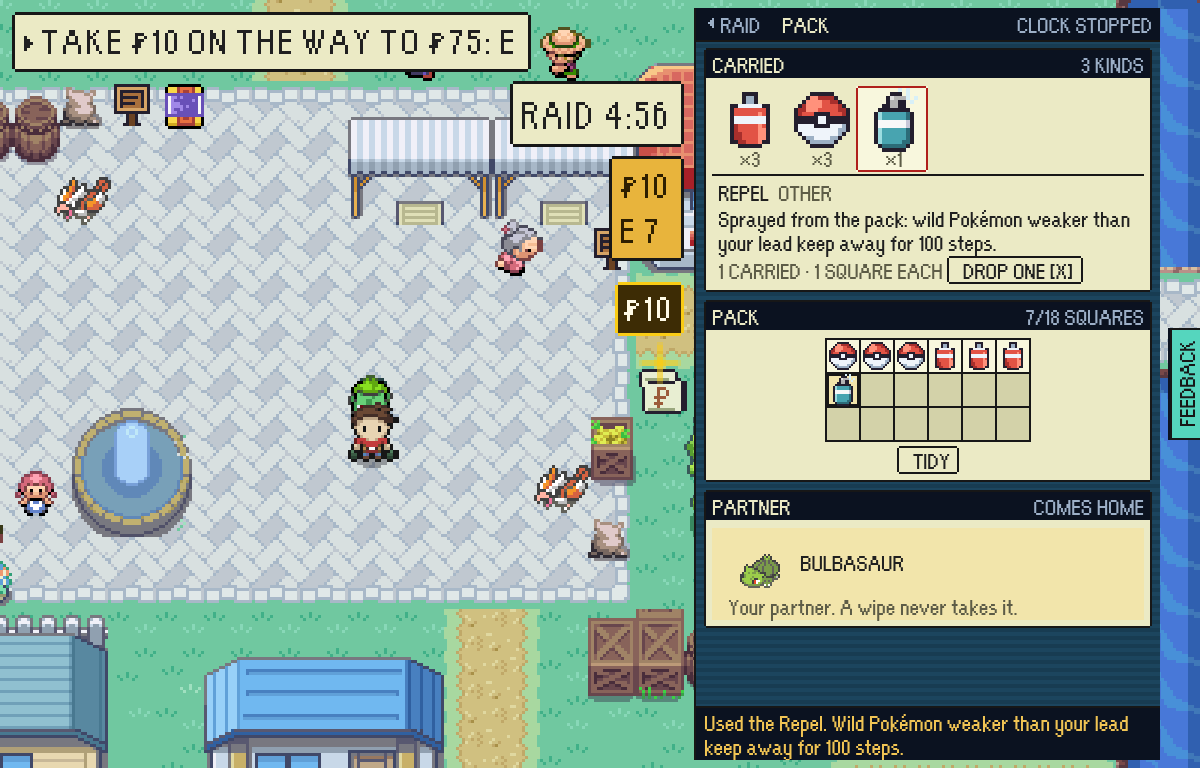 TAKE ₽10 ON THE WAY TO ₽75: E
RAID 4:56
₽10
E 7
₽10
₽
RAID PACK CLOCK STOPPED
CARRIED 3 KINDS
×3 ×3 ×1
REPEL OTHER
Sprayed from the pack: wild Pokémon weaker than
your lead keep away for 100 steps.
1 CARRIED · 1 SQUARE EACH DROP ONE [X]
PACK 7/18 SQUARES
TIDY
PARTNER COMES HOME
BULBASAUR
Your partner. A wipe never takes it.
Used the Repel. Wild Pokémon weaker than your lead
keep away for 100 steps.
FEEDBACK